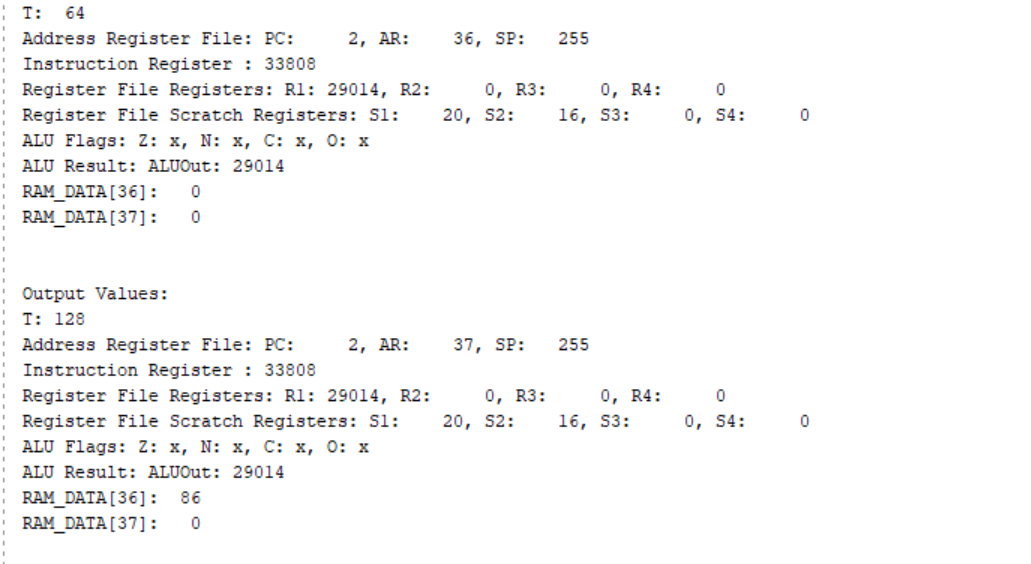 T:  64
Address Register File: PC:     2, AR:    36, SP:   255
Instruction Register : 33808
Register File Registers: R1: 29014, R2:     0, R3:     0, R4:     0
Register File Scratch Registers: S1:    20, S2:    16, S3:     0, S4:     0
ALU Flags: Z: x, N: x, C: x, O: x
ALU Result: ALUOut: 29014
RAM_DATA[36]:   0
RAM_DATA[37]:   0
Output Values:
T: 128
Address Register File: PC:     2, AR:    37, SP:   255
Instruction Register : 33808
Register File Registers: R1: 29014, R2:     0, R3:     0, R4:     0
Register File Scratch Registers: S1:    20, S2:    16, S3:     0, S4:     0
ALU Flags: Z: x, N: x, C: x, O: x
ALU Result: ALUOut: 29014
RAM_DATA[36]:  86
RAM_DATA[37]:   0